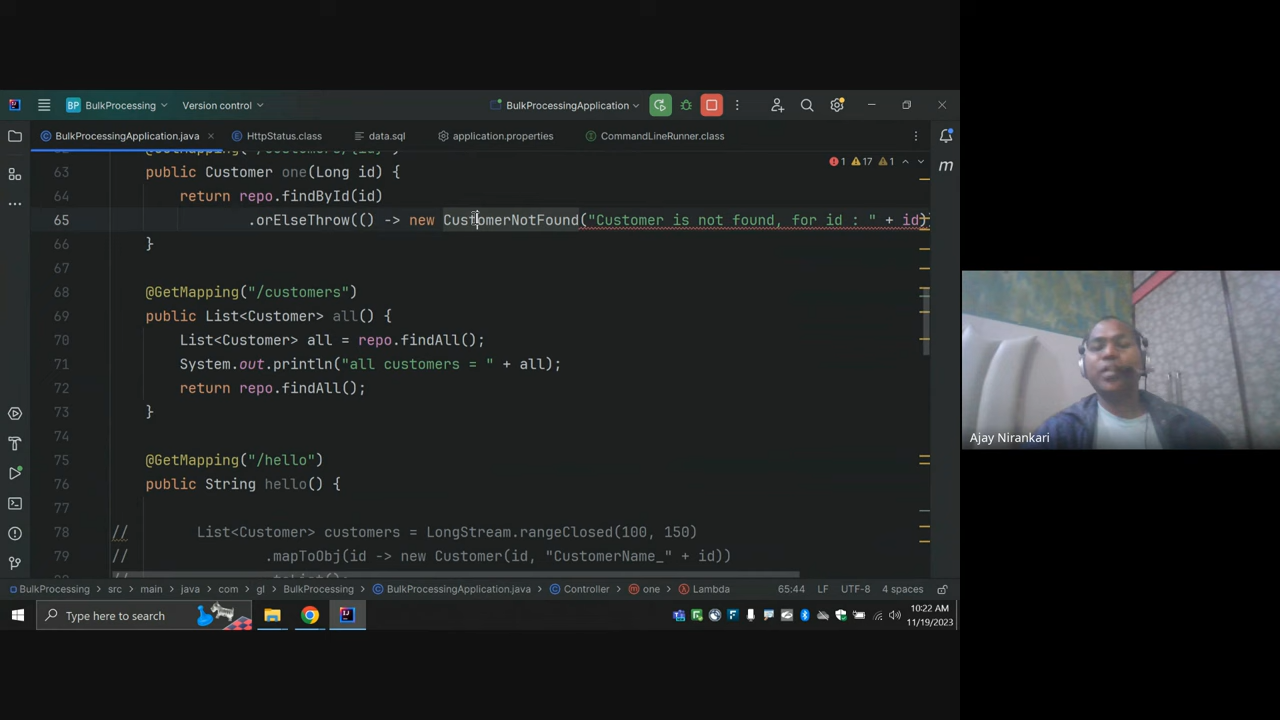 BP BulkProcessing Version control BulkProcessingApplication
BulkProcessingApplication.java HttpStatus.class data.sql application.properties CommandLineRunner.class
1 17 1
63 public Customer one(Long id) {
64 return repo.findById(id)
65 .orElseThrow(() -> new CustomerNotFound("Customer is not found, for id : " + id)
66 }
67
68 @GetMapping("/customers")
69 public List<Customer> all() {
70 List<Customer> all = repo.findAll();
71 System.out.println("all customers = " + all);
72 return repo.findAll();
73 }
74
75 @GetMapping("/hello")
76 public String hello() {
77
78 // List<Customer> customers = LongStream.rangeClosed(100, 150)
79 // .mapToObj(id -> new Customer(id, "CustomerName_" + id))
Ajay Nirankari
BulkProcessing src main java com gl BulkProcessing BulkProcessingApplication.java Controller one Lambda 65:44 LF UTF-8 4 spaces
Type here to search
10:22 AM
11/19/2023